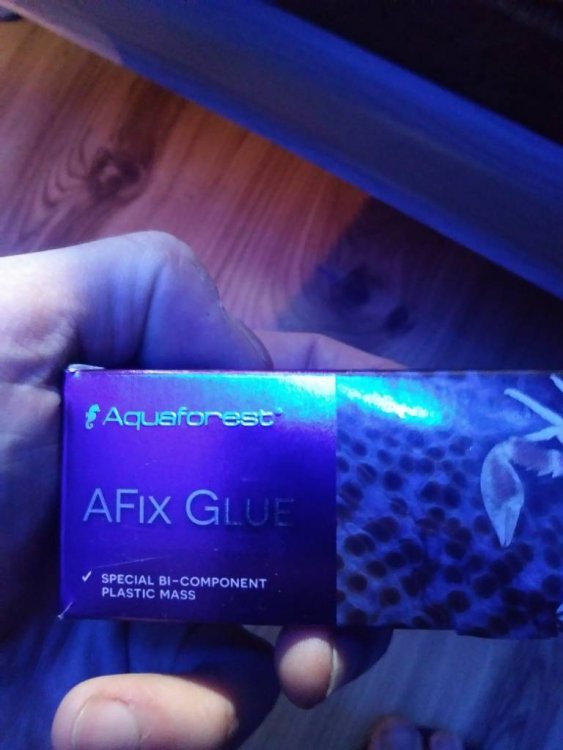 Aquaforest
AFix Glue
✓ SPECIAL BI-COMPONENT
PLASTIC MASS